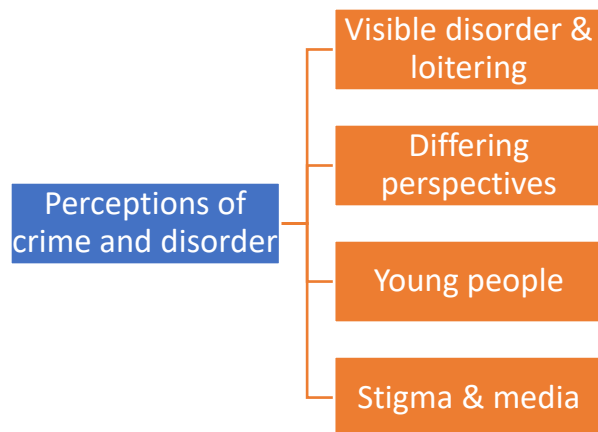 Visible disorder &
loitering
Differing
perspectives
Perceptions of
crime and disorder
Young people
Stigma & media